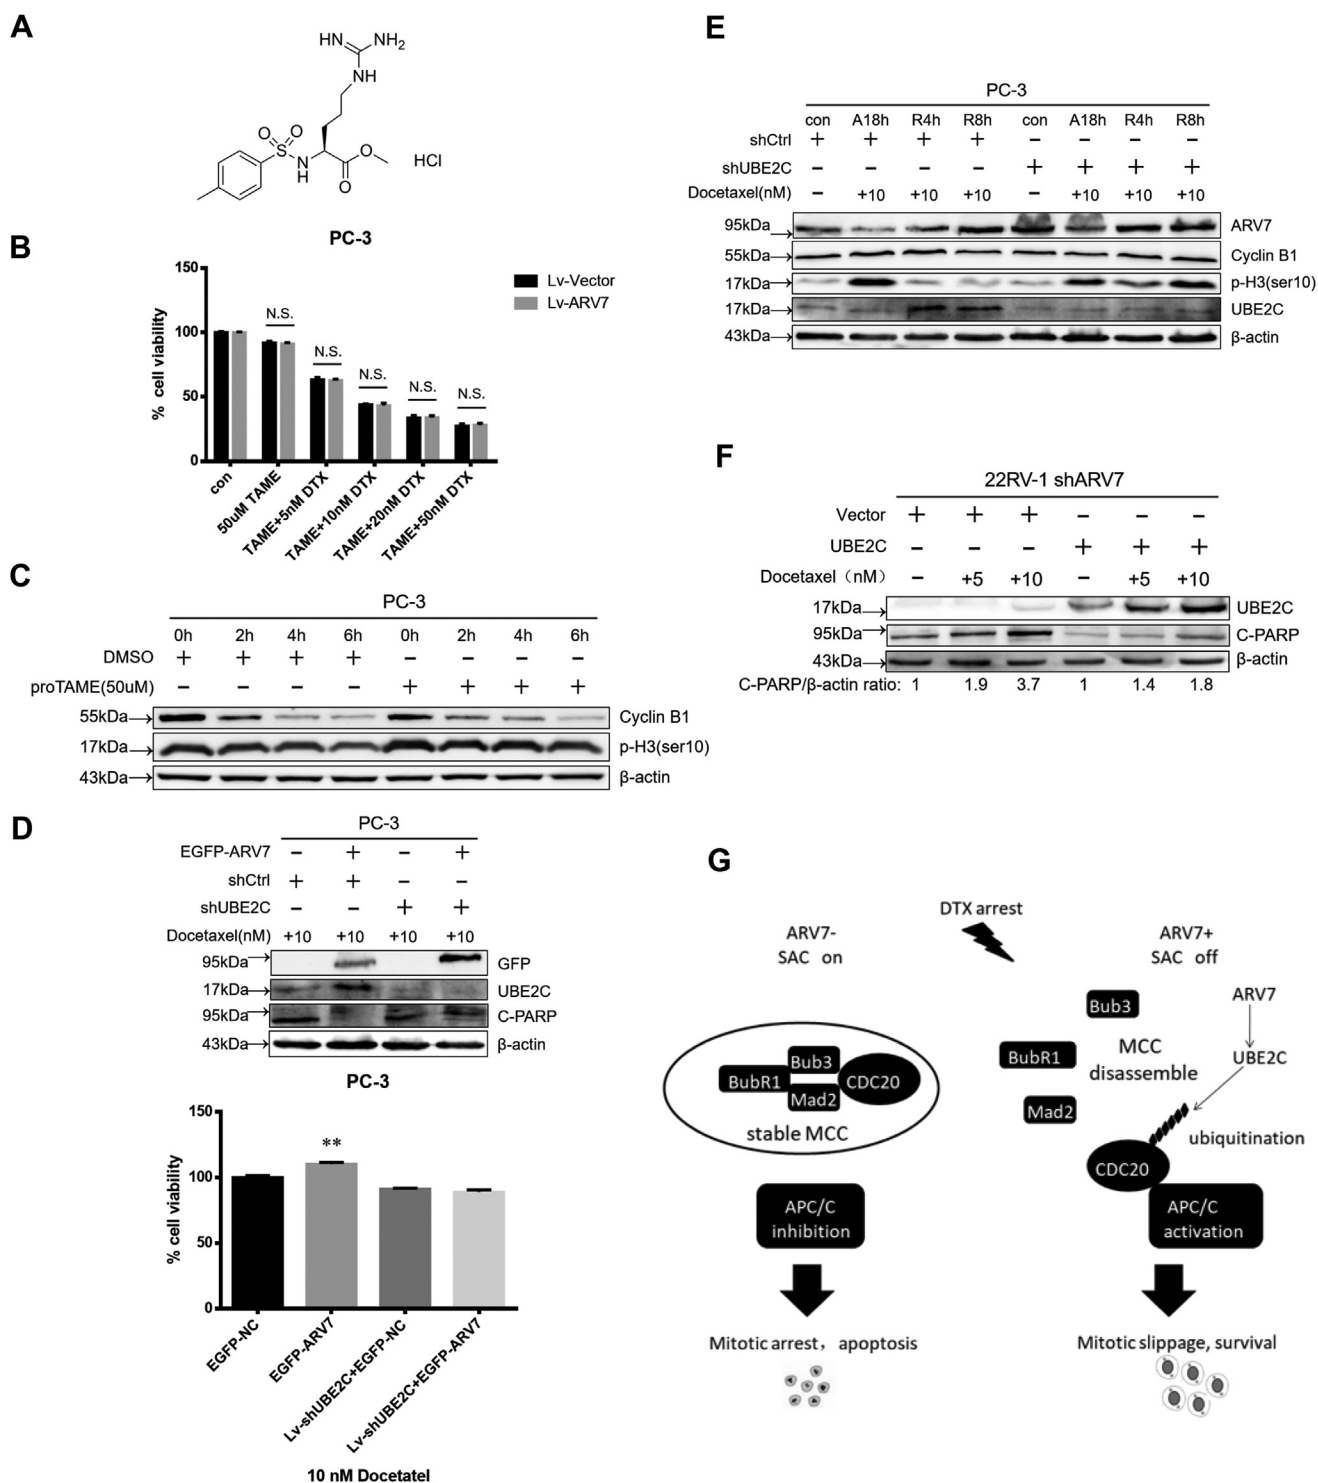 A
HN NH2
NH
O O
S
N
H
O
O
HCl
B
PC-3
150
100
50
0
% cell viability
Lv-Vector
Lv-ARV7
N.S.
N.S.
N.S.
N.S.
N.S.
con
50uM TAME
TAME+5nM DTX
TAME+10nM DTX
TAME+20nM DTX
TAME+50nM DTX
C
PC-3
0h 2h 4h 6h 0h 2h 4h 6h
DMSO + + + + – – – –
proTAME(50uM) – – – – + + + +
55kDa Cyclin B1
17kDa p-H3(ser10)
43kDa β-actin
D
PC-3
EGFP-ARV7 – + – +
shCtrl + + – –
shUBE2C – – + +
Docetaxel(nM) +10 +10 +10 +10
95kDa GFP
17kDa UBE2C
95kDa C-PARP
43kDa β-actin
PC-3
150
100
50
0
% cell viability
**
EGFP-NC
EGFP-ARV7
Lv-shUBE2C+EGFP-NC
Lv-shUBE2C+EGFP-ARV7
10 nM Docetatel
E
PC-3
con A18h R4h R8h con A18h R4h R8h
shCtrl + + + + – – – –
shUBE2C – – – – + + + +
Docetaxel(nM) – +10 +10 +10 – +10 +10 +10
95kDa ARV7
55kDa Cyclin B1
17kDa p-H3(ser10)
17kDa UBE2C
43kDa β-actin
F
22RV-1 shARV7
Vector + + + – – –
UBE2C – – – + + +
Docetaxel（nM） – +5 +10 – +5 +10
17kDa UBE2C
95kDa C-PARP
43kDa β-actin
C-PARP/β-actin ratio: 1 1.9 3.7 1 1.4 1.8
G
DTX arrest
ARV7-
SAC on
ARV7+
SAC off
Bub3
BubR1
Mad2
CDC20
stable MCC
APC/C
inhibition
Mitotic arrest, apoptosis
Bub3
ARV7
BubR1
MCC
disassemble
UBE2C
Mad2
ubiquitination
CDC20
APC/C
activation
Mitotic slippage, survival